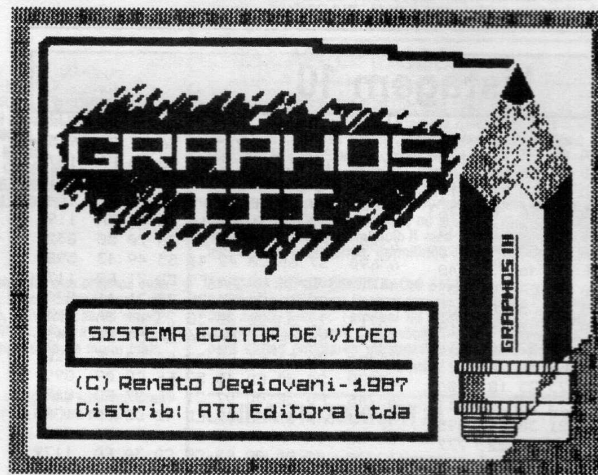 GRAPHOS
III
GRAPHOS III
SISTEMA EDITOR DE VÍDEO
(C) Renato Degiovani-1987
Distrib: ATI Editora Ltda